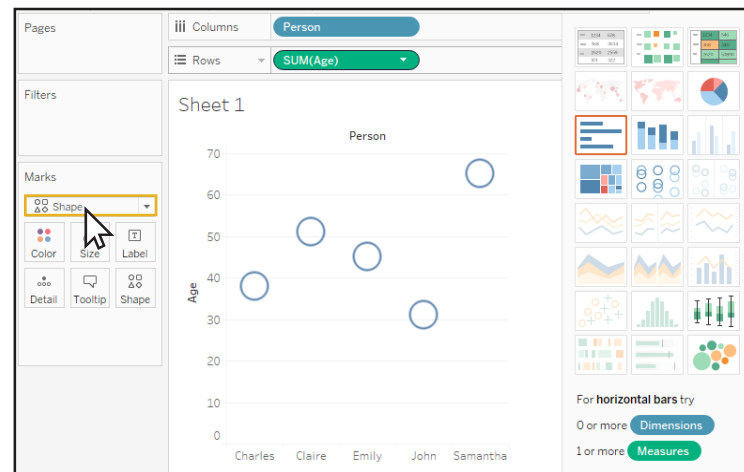 Pages
iii Columns Person
Rows SUM(Age)
Filters
Sheet 1
Person
Marks
Shape
Color Size Label
Detail Tooltip Shape
Age
70
60
50
40
30
20
10
0
Charles Claire Emily John Samantha
For horizontal bars try
0 or more Dimensions
1 or more Measures